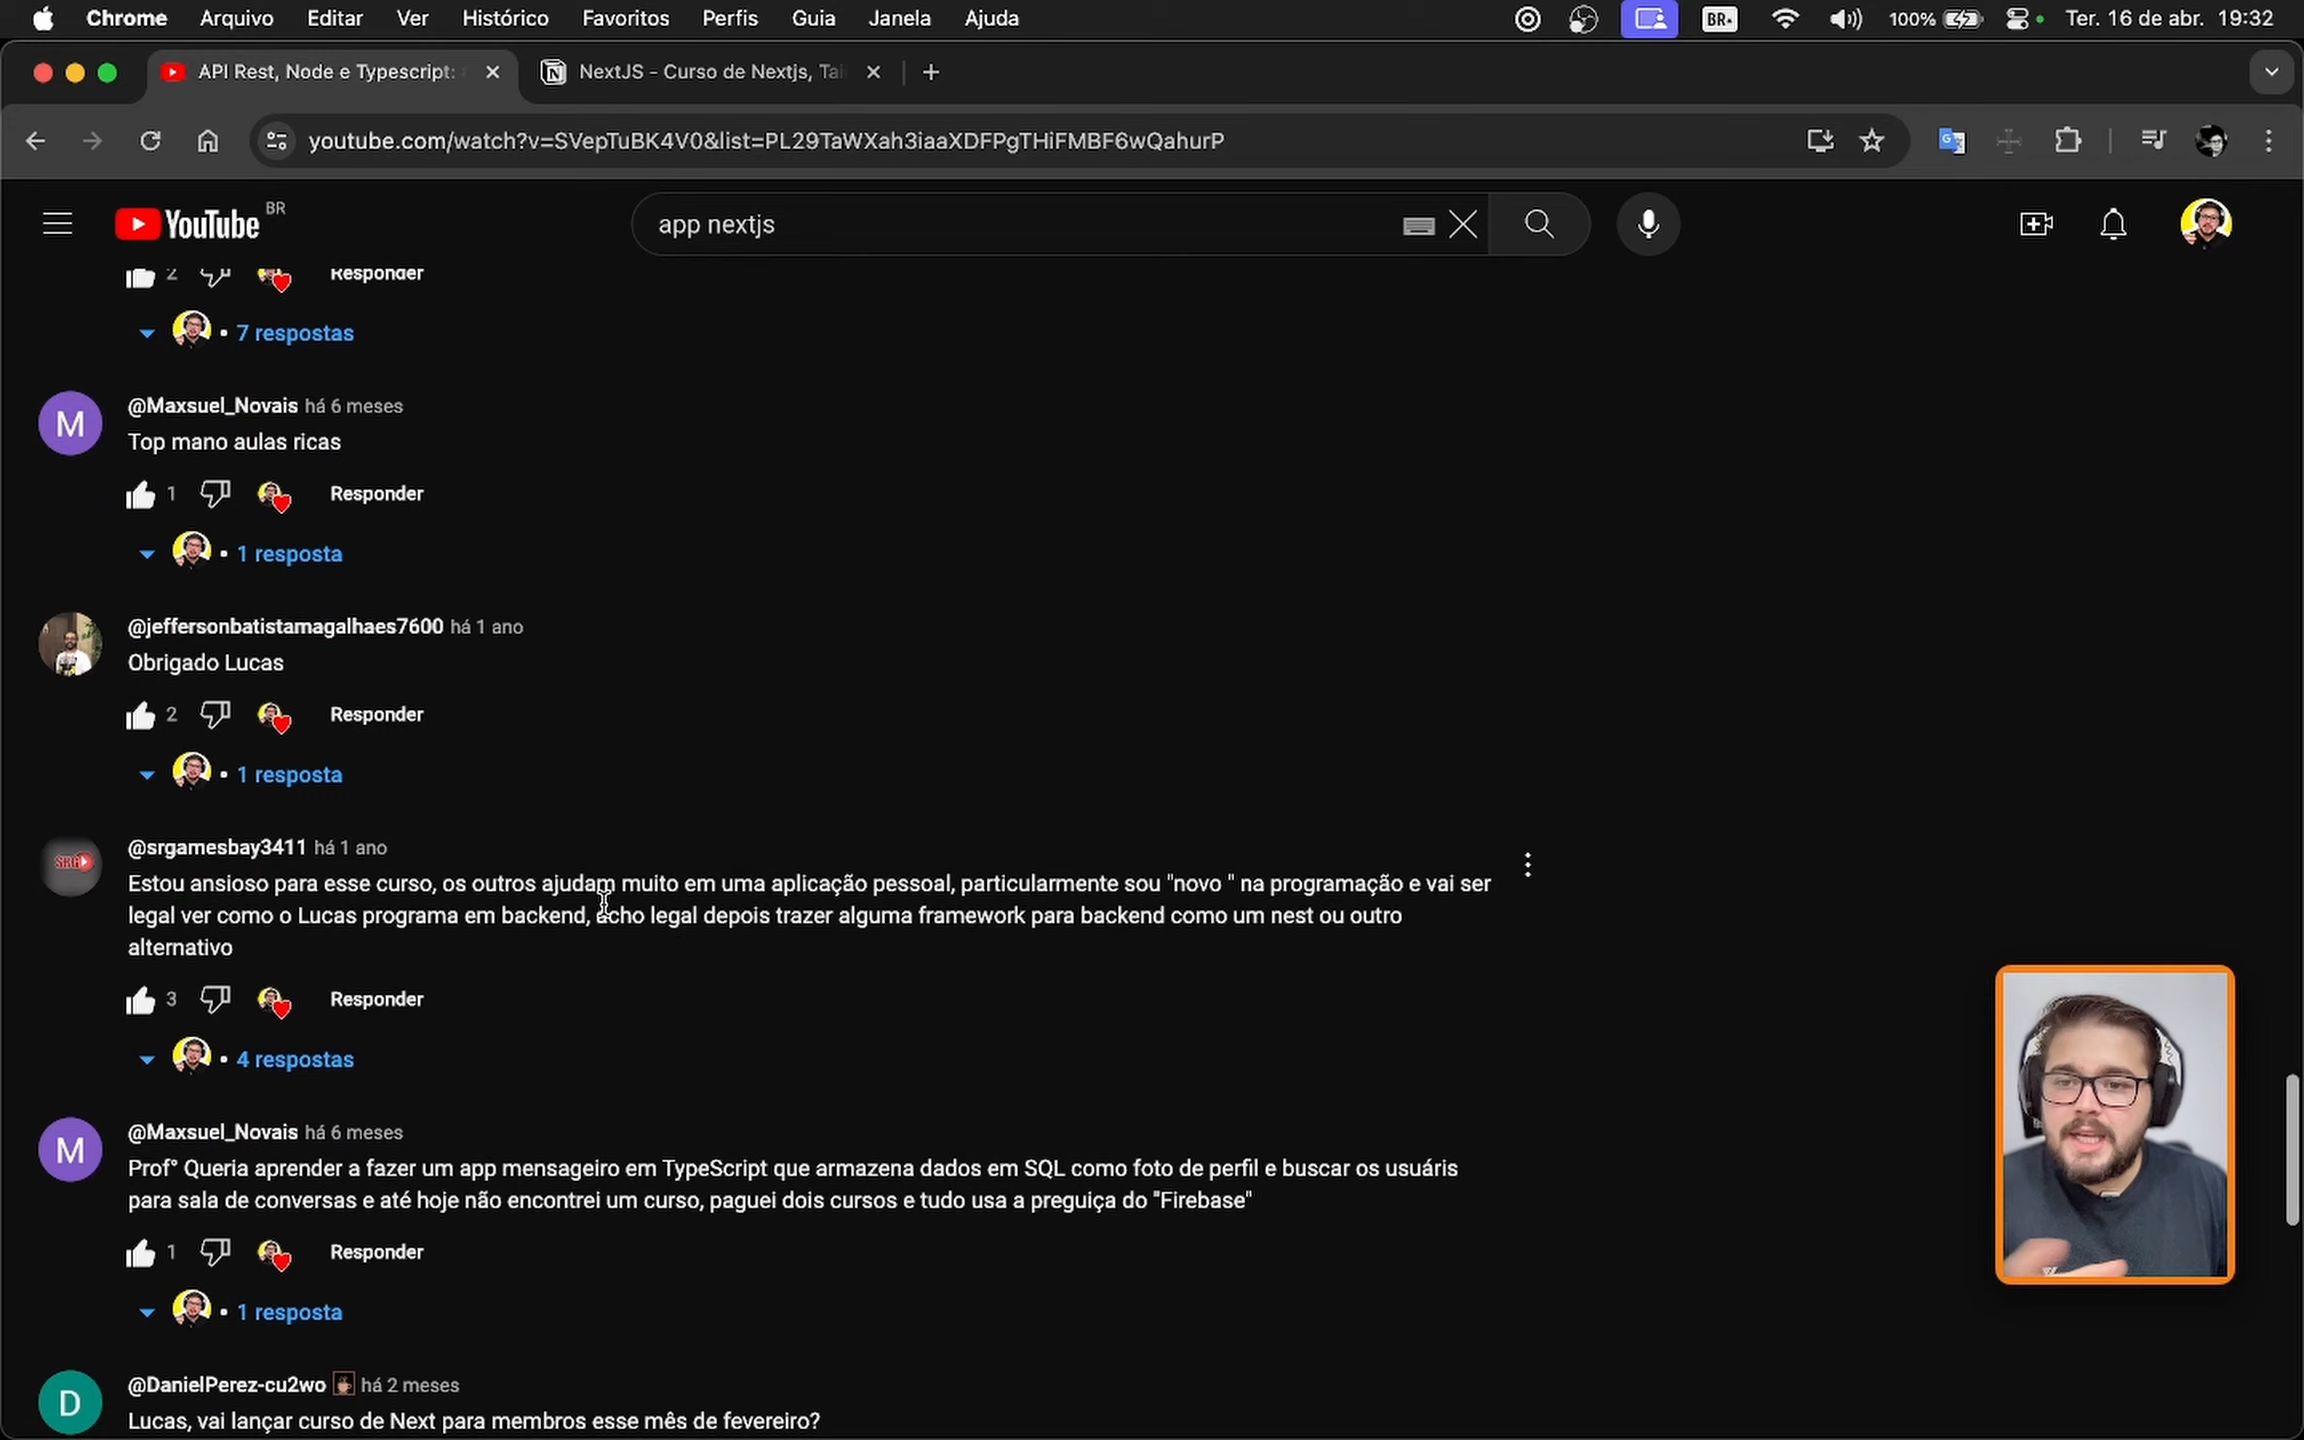 Chrome Arquivo Editar Ver Histórico Favoritos Perfis Guia Janela Ajuda BR 100% Ter. 16 de abr. 19:32
API Rest, Node e Typescript: NextJS - Curso de Nextjs, Tai
youtube.com/watch?v=SVepTuBK4V0&list=PL29TaWXah3iaaXDFPgTHiFMBF6wQahurP
YouTube BR app nextjs
2 Responder
• 7 respostas
M @Maxsuel_Novais há 6 meses
Top mano aulas ricas
1 Responder
• 1 resposta
@jeffersonbatistamagalhaes7600 há 1 ano
Obrigado Lucas
2 Responder
• 1 resposta
SRG @srgamesbay3411 há 1 ano
Estou ansioso para esse curso, os outros ajudam muito em uma aplicação pessoal, particularmente sou "novo " na programação e vai ser
legal ver como o Lucas programa em backend, acho legal depois trazer alguma framework para backend como um nest ou outro
alternativo
3 Responder
• 4 respostas
M @Maxsuel_Novais há 6 meses
Prof° Queria aprender a fazer um app mensageiro em TypeScript que armazena dados em SQL como foto de perfil e buscar os usuáris
para sala de conversas e até hoje não encontrei um curso, paguei dois cursos e tudo usa a preguiça do "Firebase"
1 Responder
• 1 resposta
D @DanielPerez-cu2wo há 2 meses
Lucas, vai lançar curso de Next para membros esse mês de fevereiro?